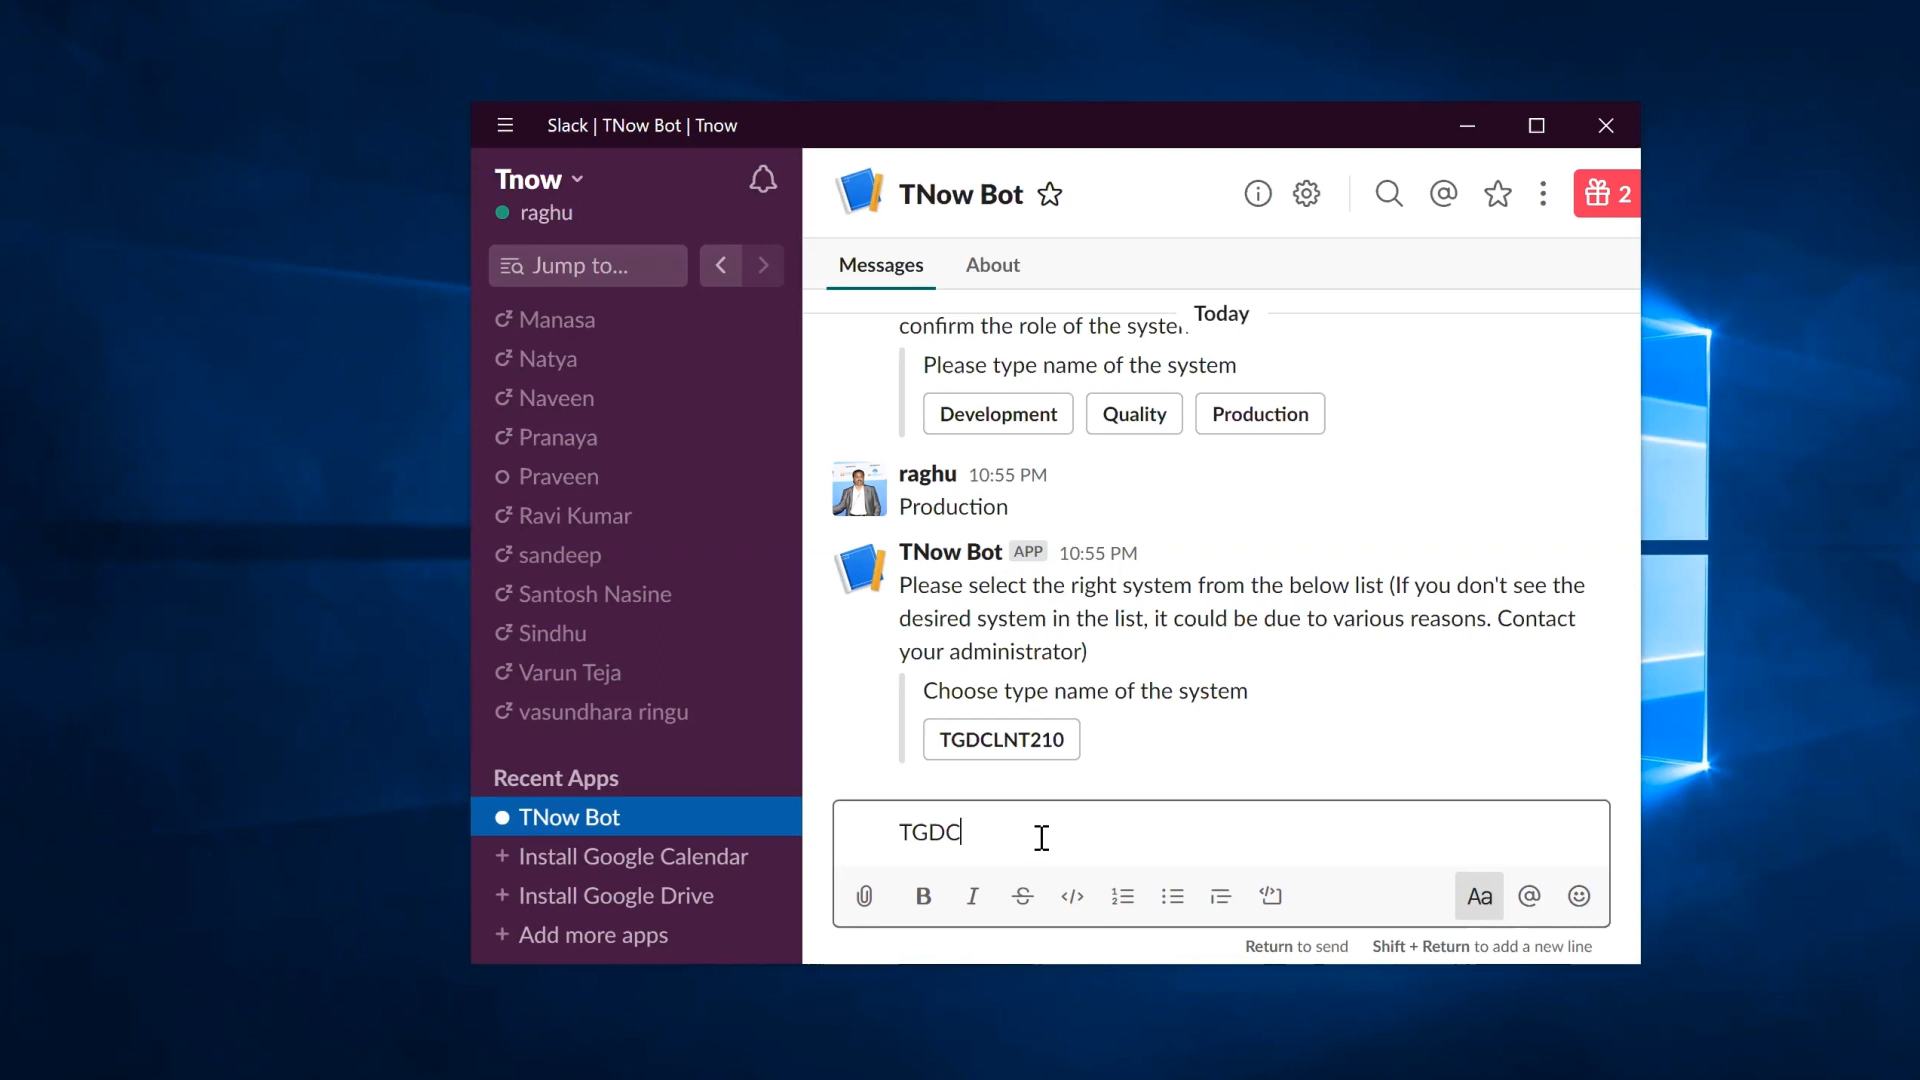 Slack | TNow Bot | Tnow
Tnow
raghu
Jump to...
Manasa
Natya
Naveen
Pranaya
Praveen
Ravi Kumar
sandeep
Santosh Nasine
Sindhu
Varun Teja
vasundhara ringu
Recent Apps
TNow Bot
+ Install Google Calendar
+ Install Google Drive
+ Add more apps
TNow Bot
2
Messages About
Today
confirm the role of the
Please type name of the system
Development Quality Production
raghu 10:55 PM
Production
TNow Bot APP 10:55 PM
Please select the right system from the below list (If you don't see the
desired system in the list, it could be due to various reasons. Contact
your administrator)
Choose type name of the system
TGDCLNT210
TGDC
B I S </> Aa @
Return to send Shift + Return to add a new line